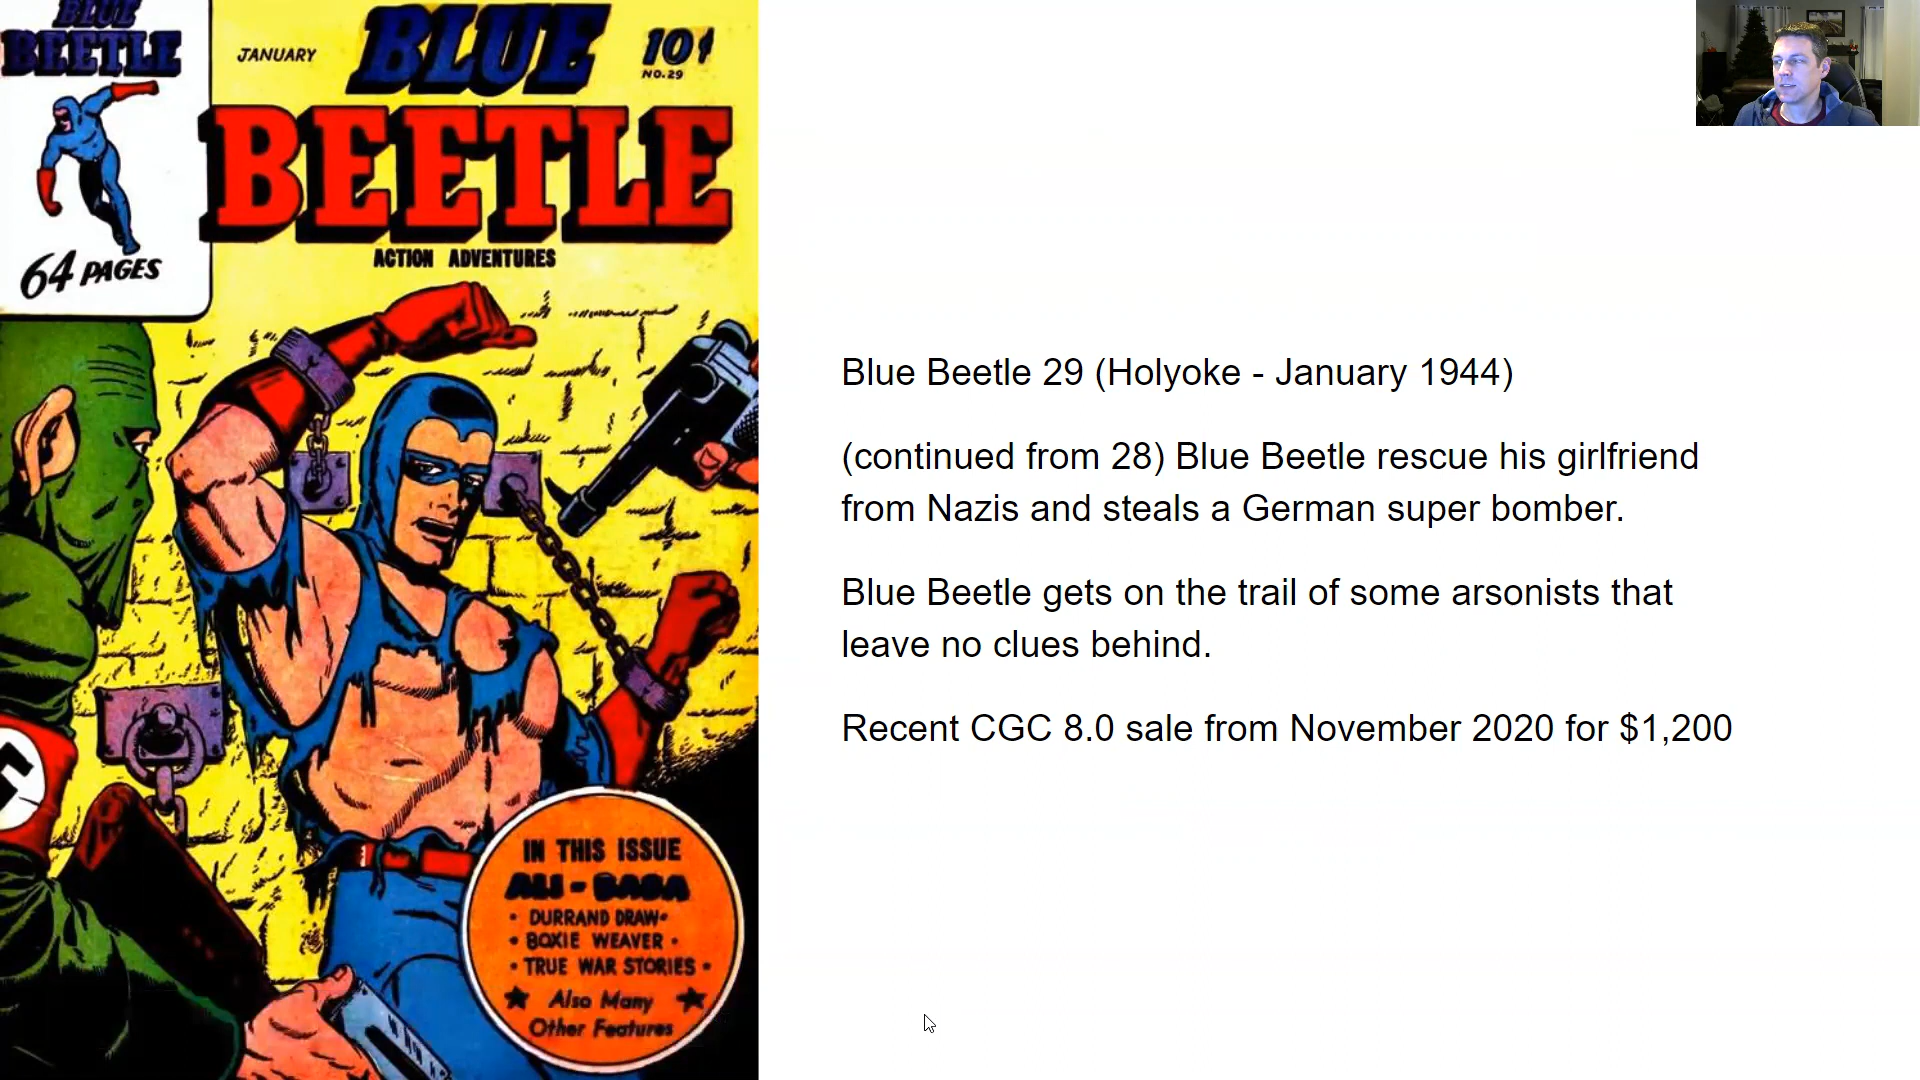 BLUE
BEETLE
64 PAGES
JANUARY
BLUE
10¢
NO.29
BEETLE
ACTION ADVENTURES
IN THIS ISSUE
ALI-BABA
• DURRAND DRAW•
• BOXIE WEAVER •
• TRUE WAR STORIES •
Also Many
Other Features
Blue Beetle 29 (Holyoke - January 1944)
(continued from 28) Blue Beetle rescue his girlfriend
from Nazis and steals a German super bomber.
Blue Beetle gets on the trail of some arsonists that
leave no clues behind.
Recent CGC 8.0 sale from November 2020 for $1,200